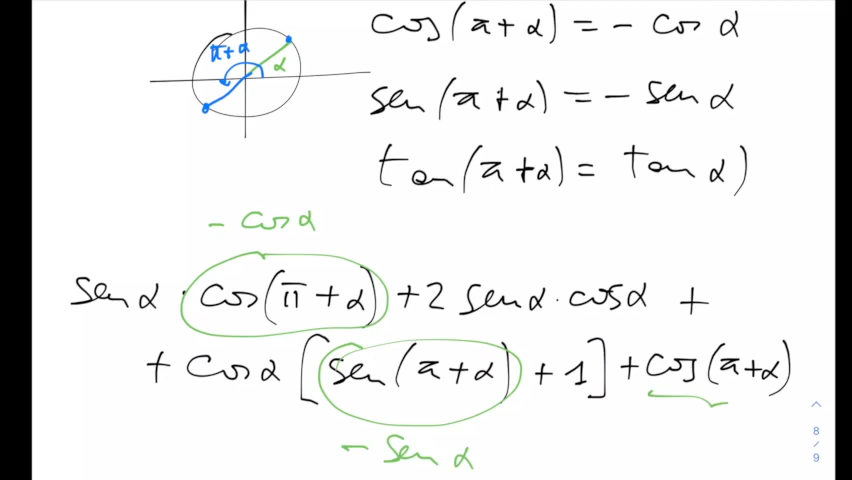 cos(π+α) = - cos α
π+α
α
sen(π+α) = - sen α
tan(π+α) = tan α)
- cos α
sen α · cos(π+α) + 2 sen α · cos α +
+ cos α [sen(π+α) + 1] + cos(π+α)
- sen α
8
/
9